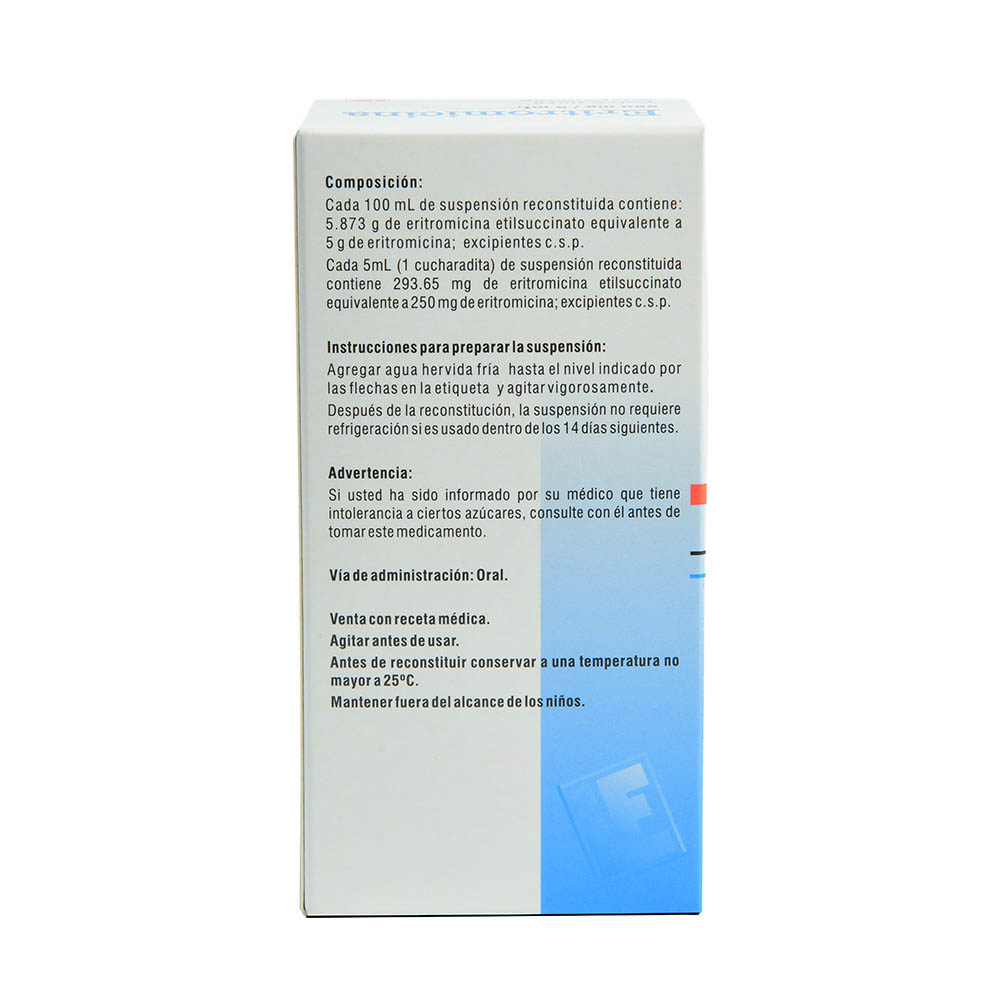 Eritromicina
250 mg / 5 mL
Composición:
Cada 100 mL de suspensión reconstituida contiene:
5.873 g de eritromicina etilsuccinato equivalente a
5 g de eritromicina; excipientes c.s.p.
Cada 5mL (1 cucharadita) de suspensión reconstituida
contiene 293.65 mg de eritromicina etilsuccinato
equivalente a 250 mg de eritromicina; excipientes c.s.p.
Instrucciones para preparar la suspensión:
Agregar agua hervida fría hasta el nivel indicado por
las flechas en la etiqueta y agitar vigorosamente.
Después de la reconstitución, la suspensión no requiere
refrigeración si es usado dentro de los 14 días siguientes.
Advertencia:
Si usted ha sido informado por su médico que tiene
intolerancia a ciertos azúcares, consulte con él antes de
tomar este medicamento.
Vía de administración: Oral.
Venta con receta médica.
Agitar antes de usar.
Antes de reconstituir conservar a una temperatura no
mayor a 25ºC.
Mantener fuera del alcance de los niños.